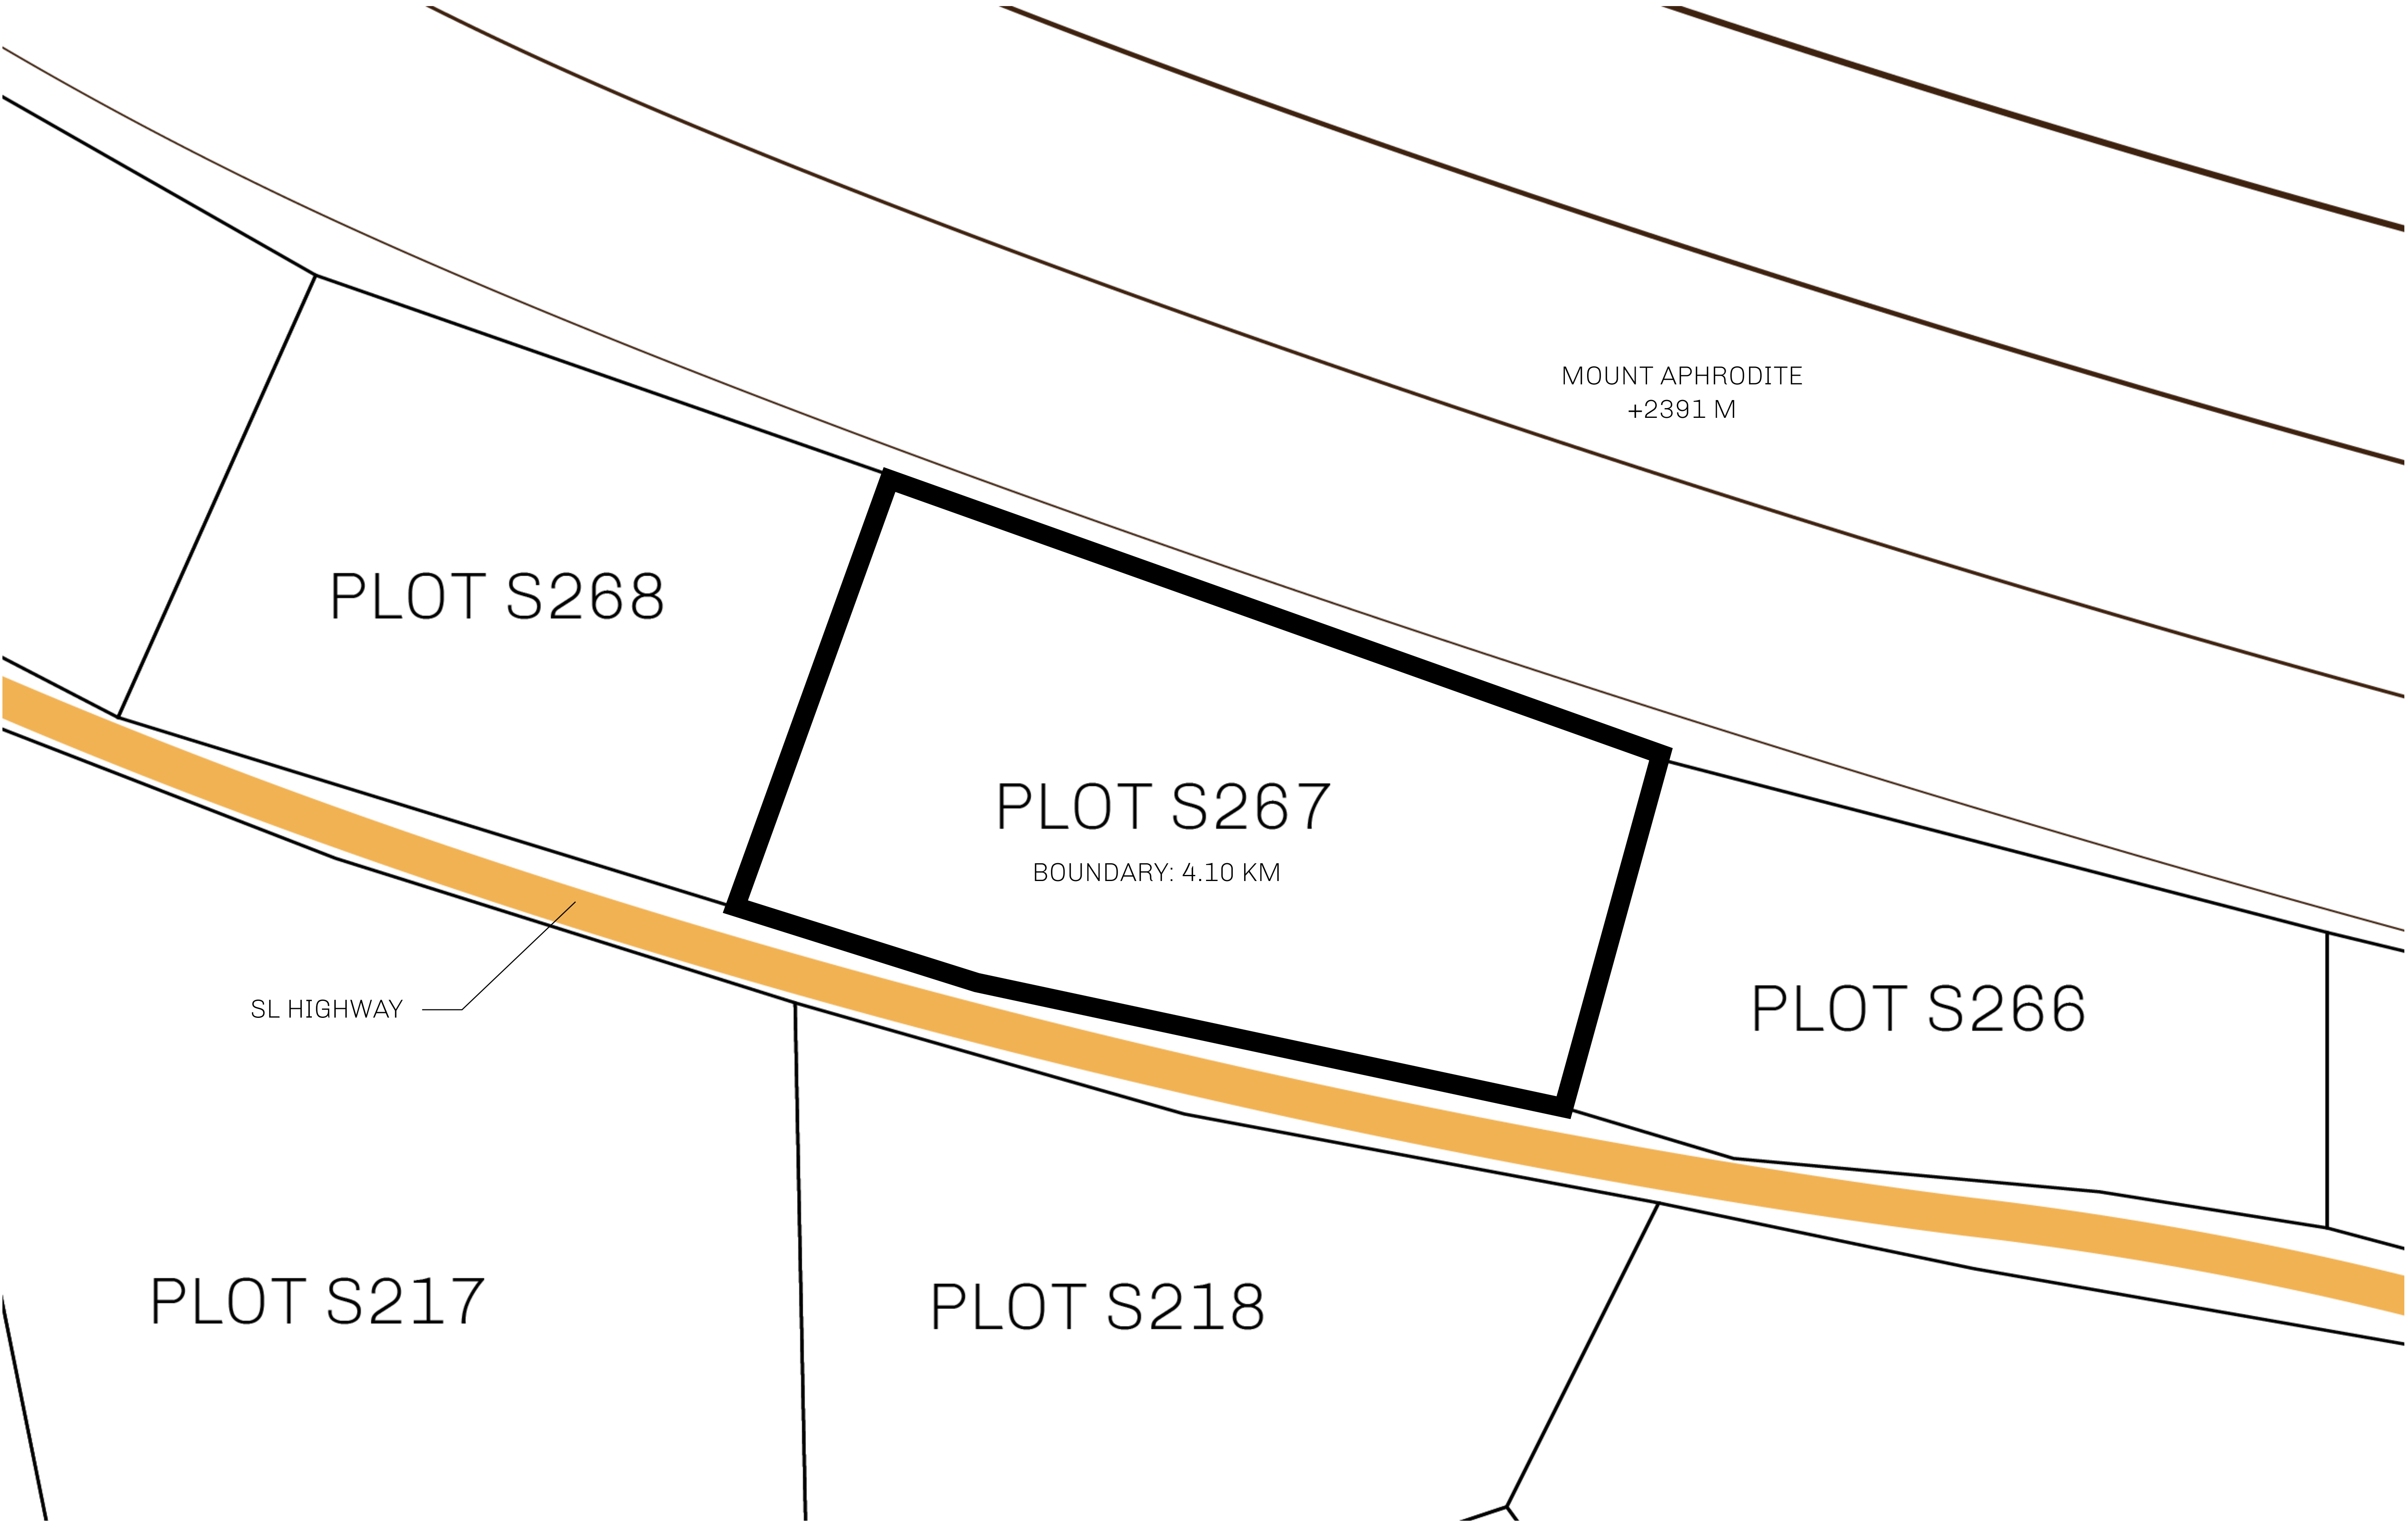 MOUNT APHRODITE
+2391 M
PLOT S268
PLOT S267
BOUNDARY: 4.10 KM
PLOT S266
SL HIGHWAY
PLOT S217
PLOT S218